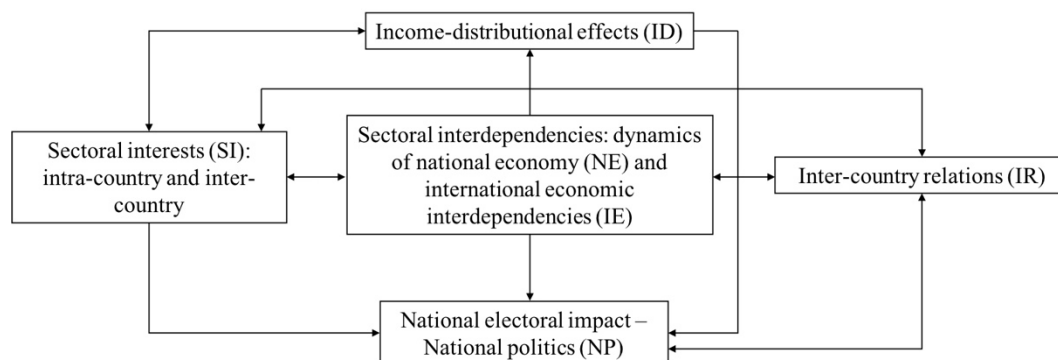 Income-distributional effects (ID)
Sectoral interests (SI):
intra-country and inter-
country
Sectoral interdependencies: dynamics
of national economy (NE) and
international economic
interdependencies (IE)
Inter-country relations (IR)
National electoral impact –
National politics (NP)